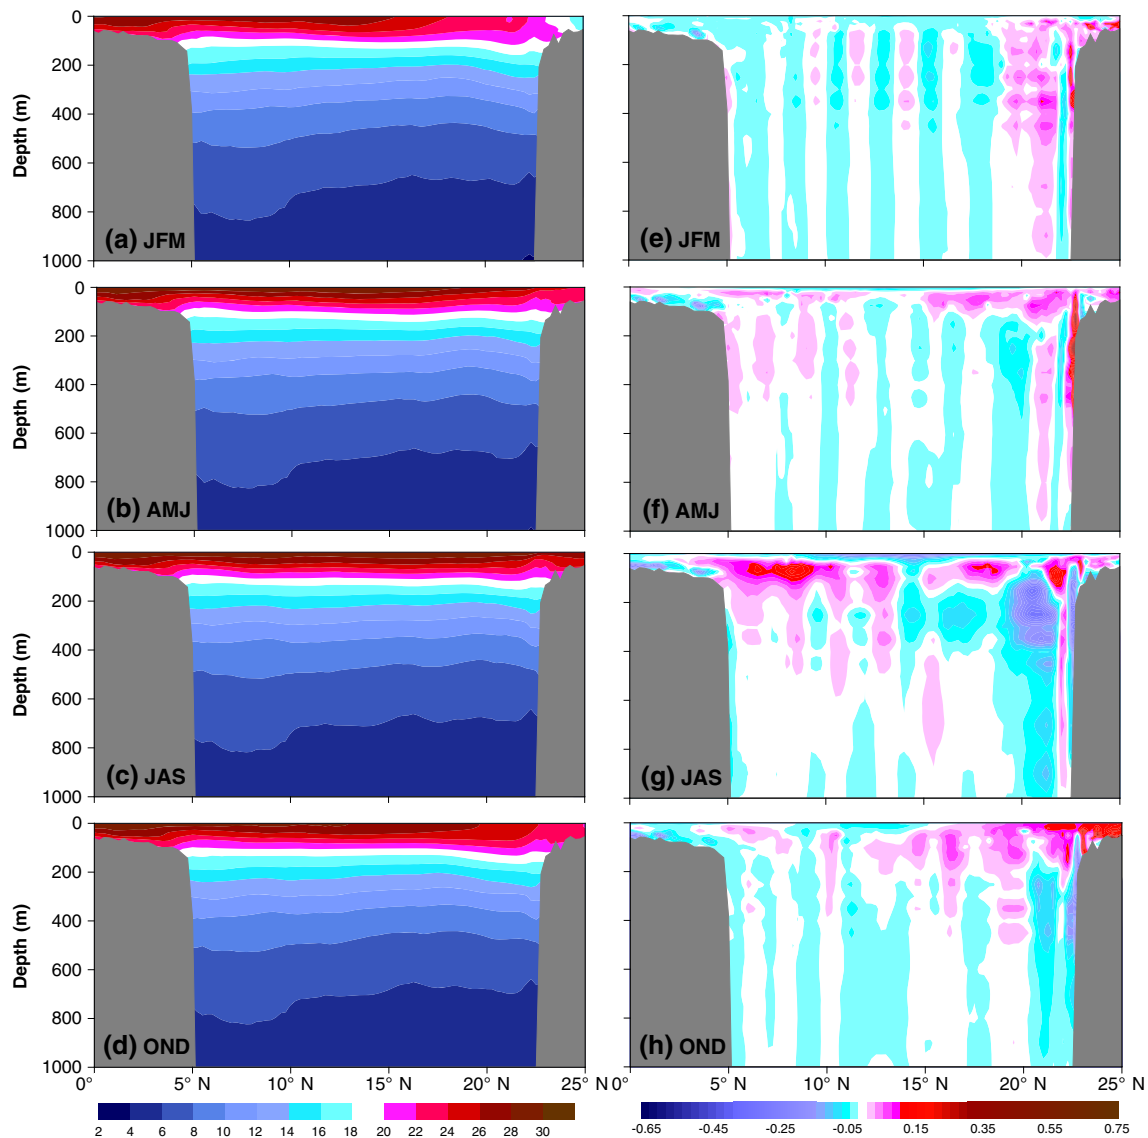 0
200
400
600
800
1000
Depth (m)
(a) JFM
(e) JFM
0
200
400
600
800
1000
Depth (m)
(b) AMJ
(f) AMJ
0
200
400
600
800
1000
Depth (m)
(c) JAS
(g) JAS
0
200
400
600
800
1000
Depth (m)
(d) OND
(h) OND
0° 5° N 10° N 15° N 20° N 25° N
0° 5° N 10° N 15° N 20° N 25° N
2 4 6 8 10 12 14 16 18 20 22 24 26 28 30
-0.65 -0.45 -0.25 -0.05 0.15 0.35 0.55 0.75